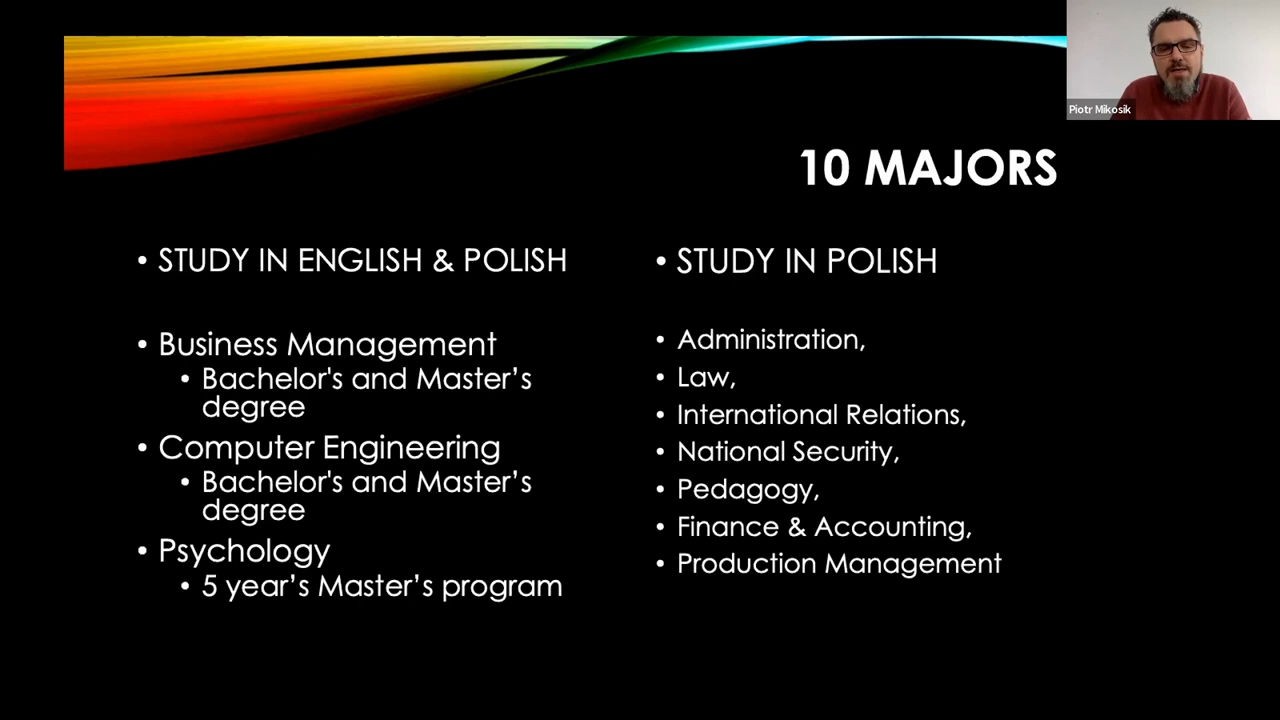 Piotr Mikosik
10 MAJORS
• STUDY IN ENGLISH & POLISH
• Business Management
• Bachelor's and Master’s
degree
• Computer Engineering
• Bachelor's and Master’s
degree
• Psychology
• 5 year’s Master’s program
• STUDY IN POLISH
• Administration,
• Law,
• International Relations,
• National Security,
• Pedagogy,
• Finance & Accounting,
• Production Management